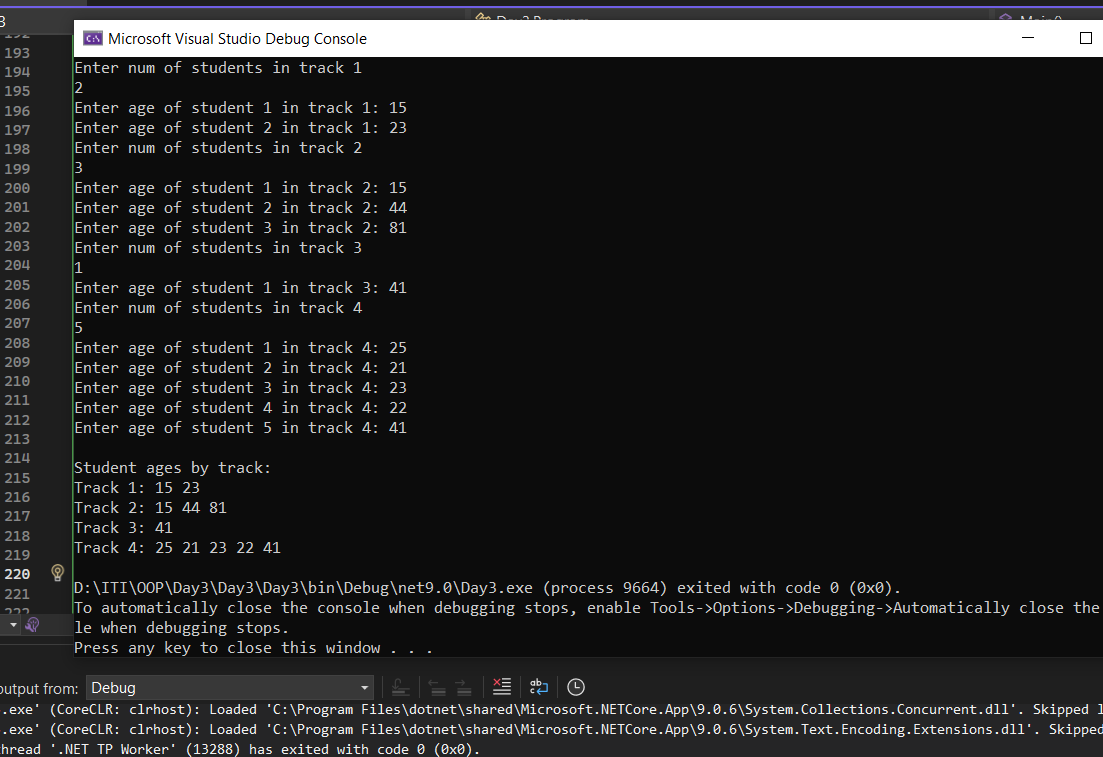 3
Day3.Program
Main()
Microsoft Visual Studio Debug Console
192
193
194
195
196
197
198
199
200
201
202
203
204
205
206
207
208
209
210
211
212
213
214
215
216
217
218
219
220
221
222
Enter num of students in track 1
2
Enter age of student 1 in track 1: 15
Enter age of student 2 in track 1: 23
Enter num of students in track 2
3
Enter age of student 1 in track 2: 15
Enter age of student 2 in track 2: 44
Enter age of student 3 in track 2: 81
Enter num of students in track 3
1
Enter age of student 1 in track 3: 41
Enter num of students in track 4
5
Enter age of student 1 in track 4: 25
Enter age of student 2 in track 4: 21
Enter age of student 3 in track 4: 23
Enter age of student 4 in track 4: 22
Enter age of student 5 in track 4: 41
Student ages by track:
Track 1: 15 23
Track 2: 15 44 81
Track 3: 41
Track 4: 25 21 23 22 41
D:\ITI\OOP\Day3\Day3\Day3\bin\Debug\net9.0\Day3.exe (process 9664) exited with code 0 (0x0).
To automatically close the console when debugging stops, enable Tools->Options->Debugging->Automatically close the
le when debugging stops.
Press any key to close this window . . .
output from: Debug
.exe' (CoreCLR: clrhost): Loaded 'C:\Program Files\dotnet\shared\Microsoft.NETCore.App\9.0.6\System.Collections.Concurrent.dll'. Skipped l
.exe' (CoreCLR: clrhost): Loaded 'C:\Program Files\dotnet\shared\Microsoft.NETCore.App\9.0.6\System.Text.Encoding.Extensions.dll'. Skipped
thread '.NET TP Worker' (13288) has exited with code 0 (0x0).